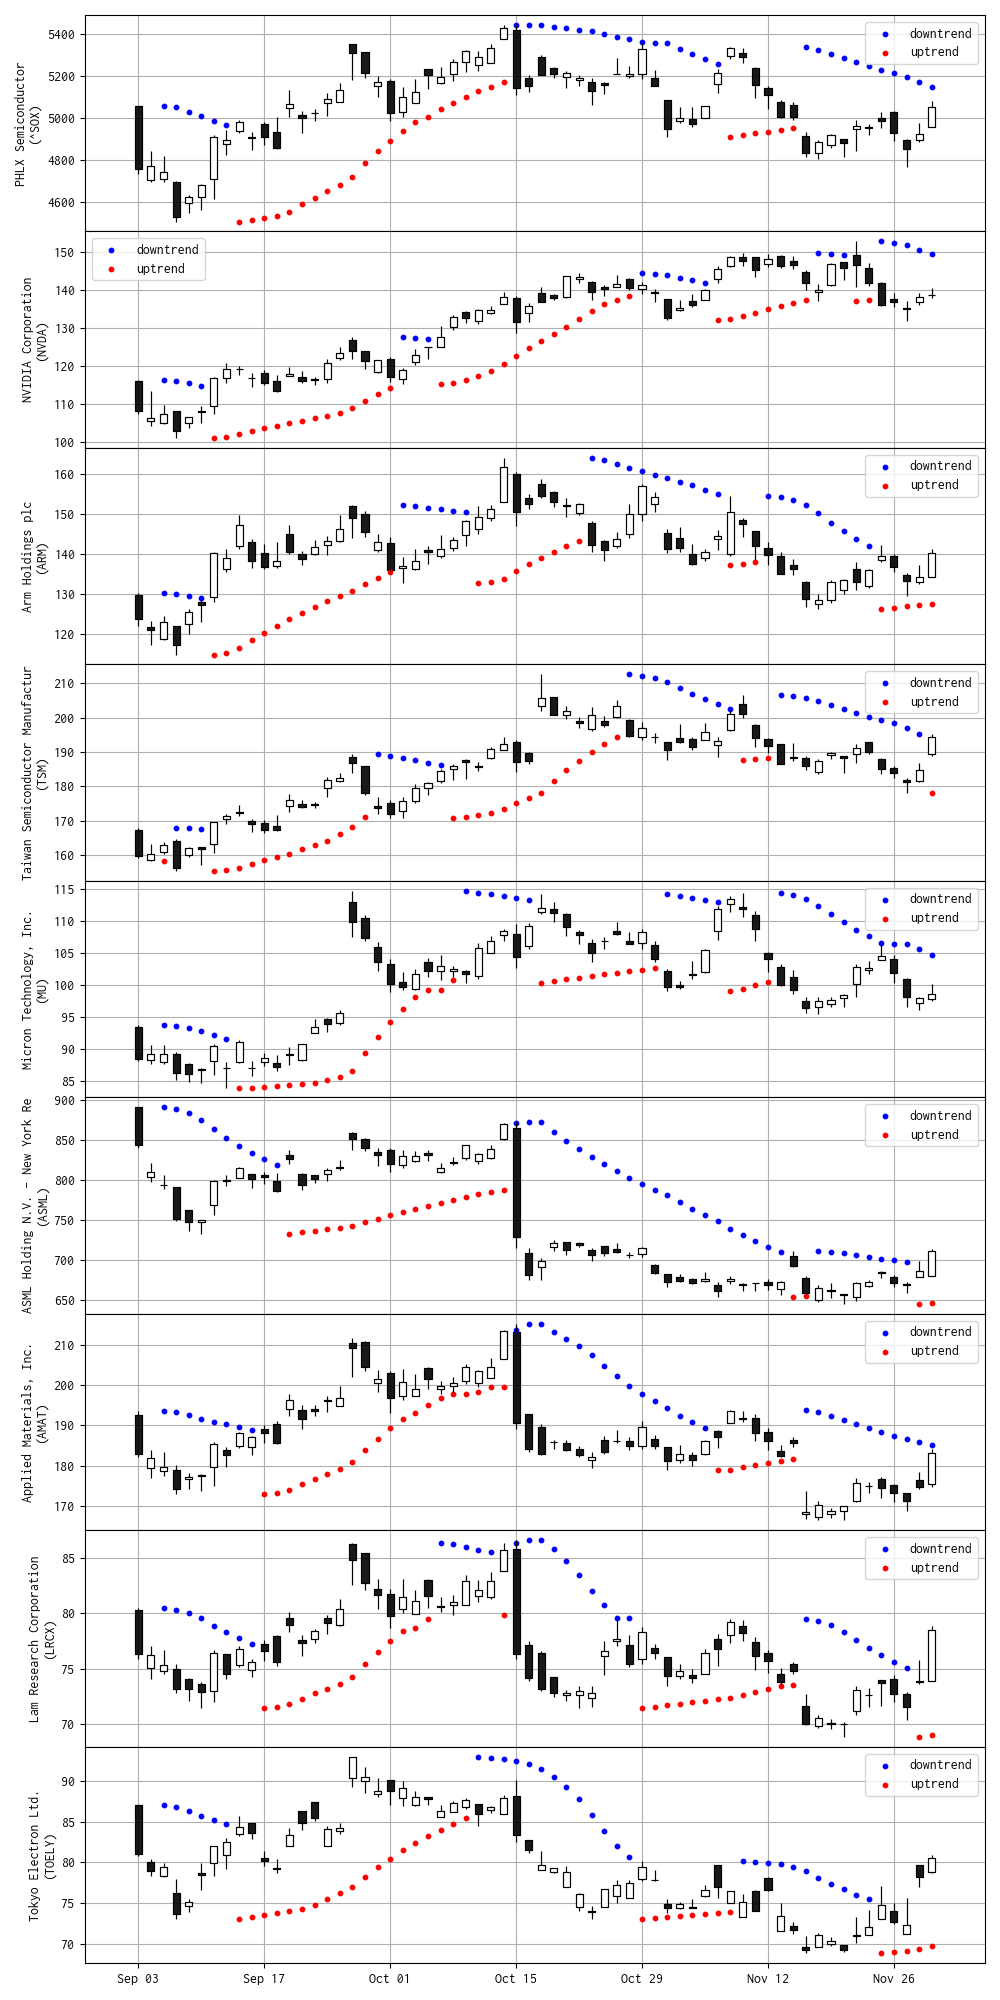 PHLX Semiconductor
(^SOX)
5400
5200
5000
4800
4600
downtrend
uptrend
NVIDIA Corporation
(NVDA)
150
140
130
120
110
100
downtrend
uptrend
Arm Holdings plc
(ARM)
160
150
140
130
120
downtrend
uptrend
Taiwan Semiconductor Manufactur
(TSM)
210
200
190
180
170
160
downtrend
uptrend
Micron Technology, Inc.
(MU)
115
110
105
100
95
90
85
downtrend
uptrend
ASML Holding N.V. - New York Re
(ASML)
900
850
800
750
700
650
downtrend
uptrend
Applied Materials, Inc.
(AMAT)
210
200
190
180
170
downtrend
uptrend
Lam Research Corporation
(LRCX)
85
80
75
70
downtrend
uptrend
Tokyo Electron Ltd.
(TOELY)
90
85
80
75
70
downtrend
uptrend
Sep 03
Sep 17
Oct 01
Oct 15
Oct 29
Nov 12
Nov 26